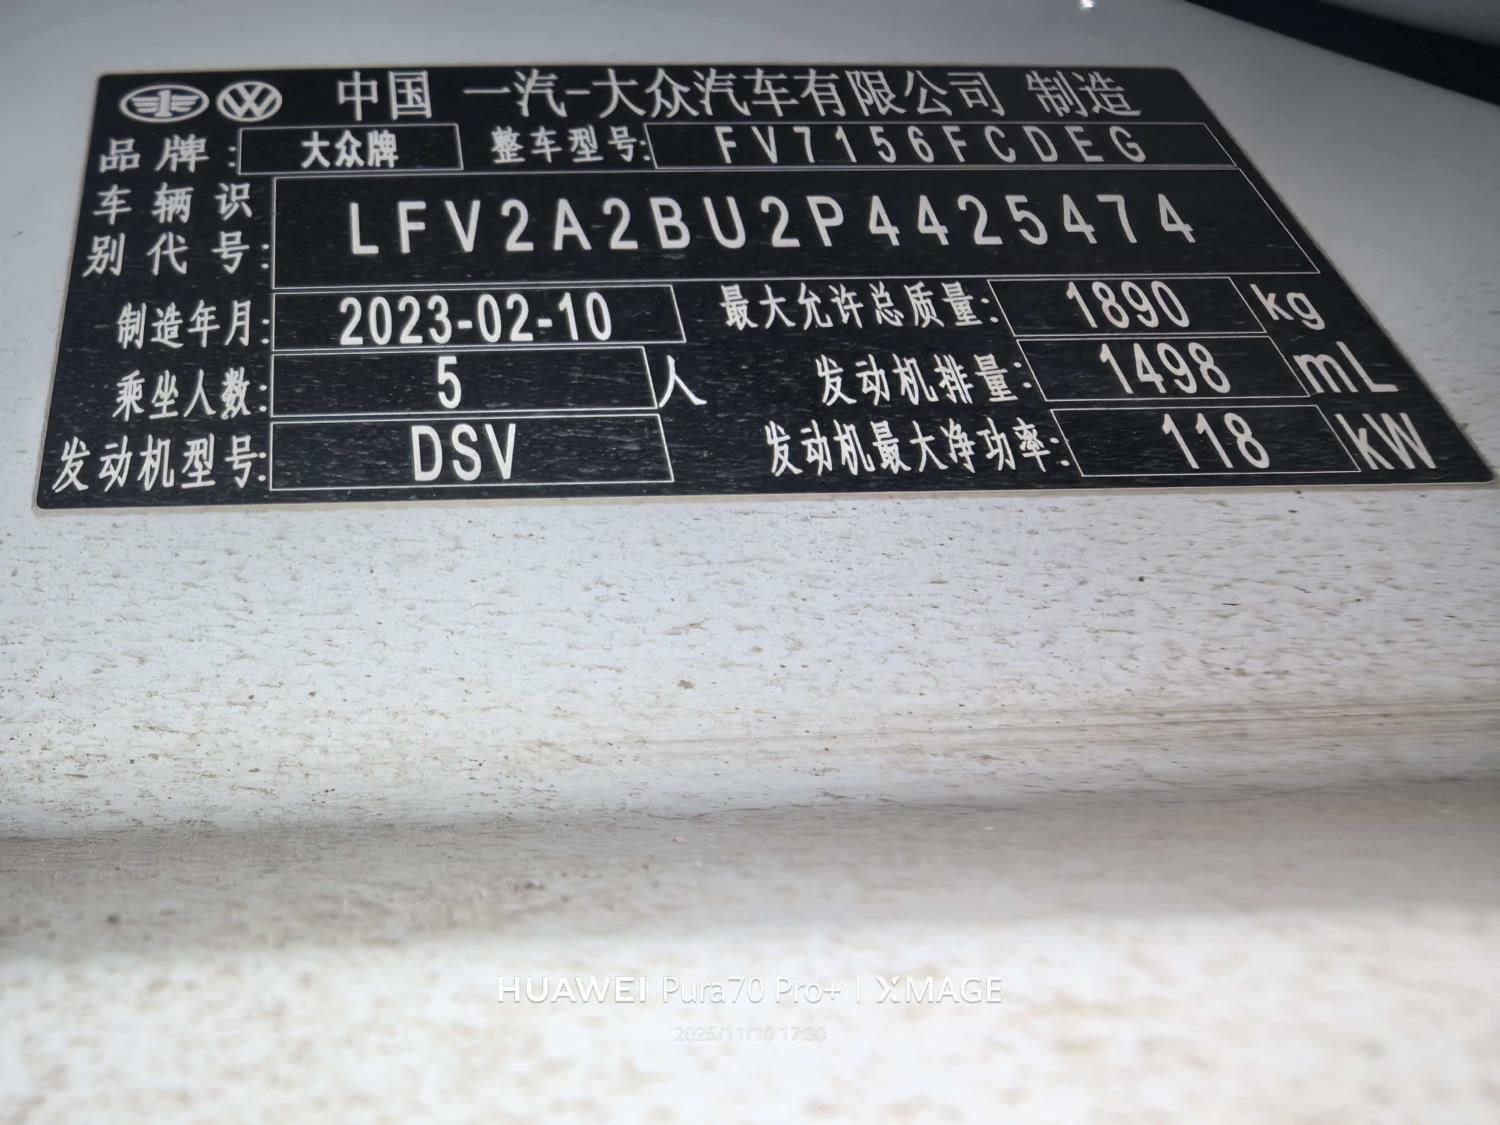 中国 一汽-大众汽车有限公司 制造
品牌: 大众牌 整车型号: FV7156FCDEG
车辆识别代号: LFV2A2BU2P4425474
制造年月: 2023-02-10 最大允许总质量: 1890 kg
乘坐人数: 5 人 发动机排量: 1498 mL
发动机型号: DSV 发动机最大净功率: 118 kW
HUAWEI Pura70 Pro+ | XMAGE
2025/11/10 17:30